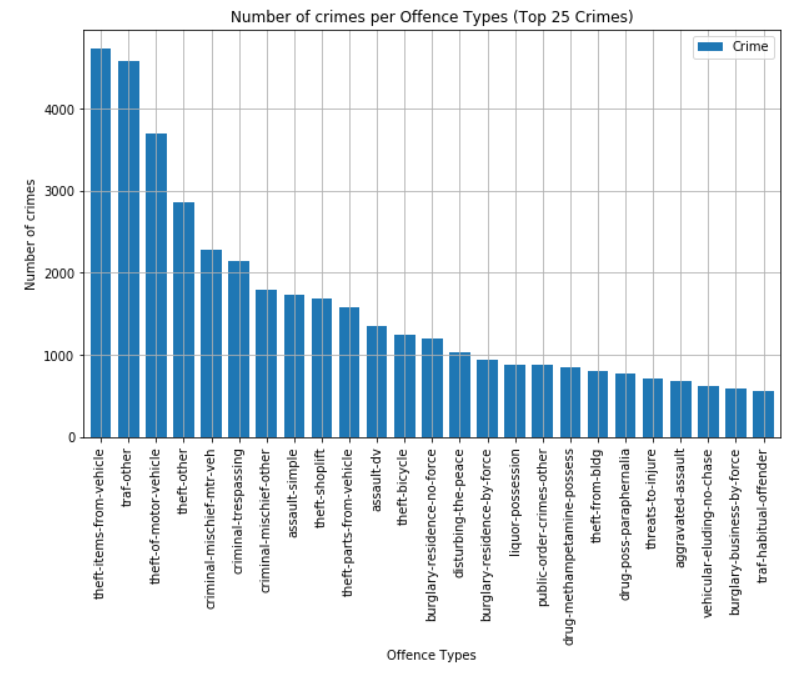 Number of crimes per Offence Types (Top 25 Crimes)
Crime
Number of crimes
4000
3000
2000
1000
0
theft-items-from-vehicle
traf-other
theft-of-motor-vehicle
theft-other
criminal-mischief-mtr-veh
criminal-trespassing
criminal-mischief-other
assault-simple
theft-shoplift
theft-parts-from-vehicle
assault-dv
theft-bicycle
burglary-residence-no-force
disturbing-the-peace
burglary-residence-by-force
liquor-possession
public-order-crimes-other
drug-methampetamine-possess
theft-from-bldg
drug-poss-paraphernalia
threats-to-injure
aggravated-assault
vehicular-eluding-no-chase
burglary-business-by-force
traf-habitual-offender
Offence Types